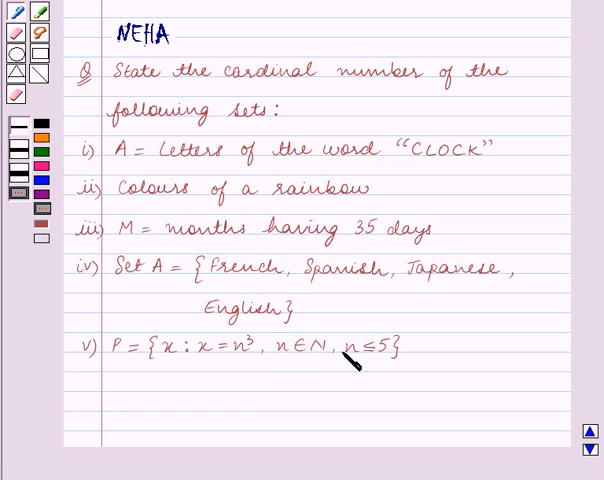 NEHA
Q State the cardinal number of the
following sets:
i) A = Letters of the word "CLOCK"
ii) Colours of a rainbow
iii) M = months having 35 days
iv) Set A = {French, Spanish, Japanese,
English}
v) P = {x : x = n³, n ∈ N, n ≤ 5}